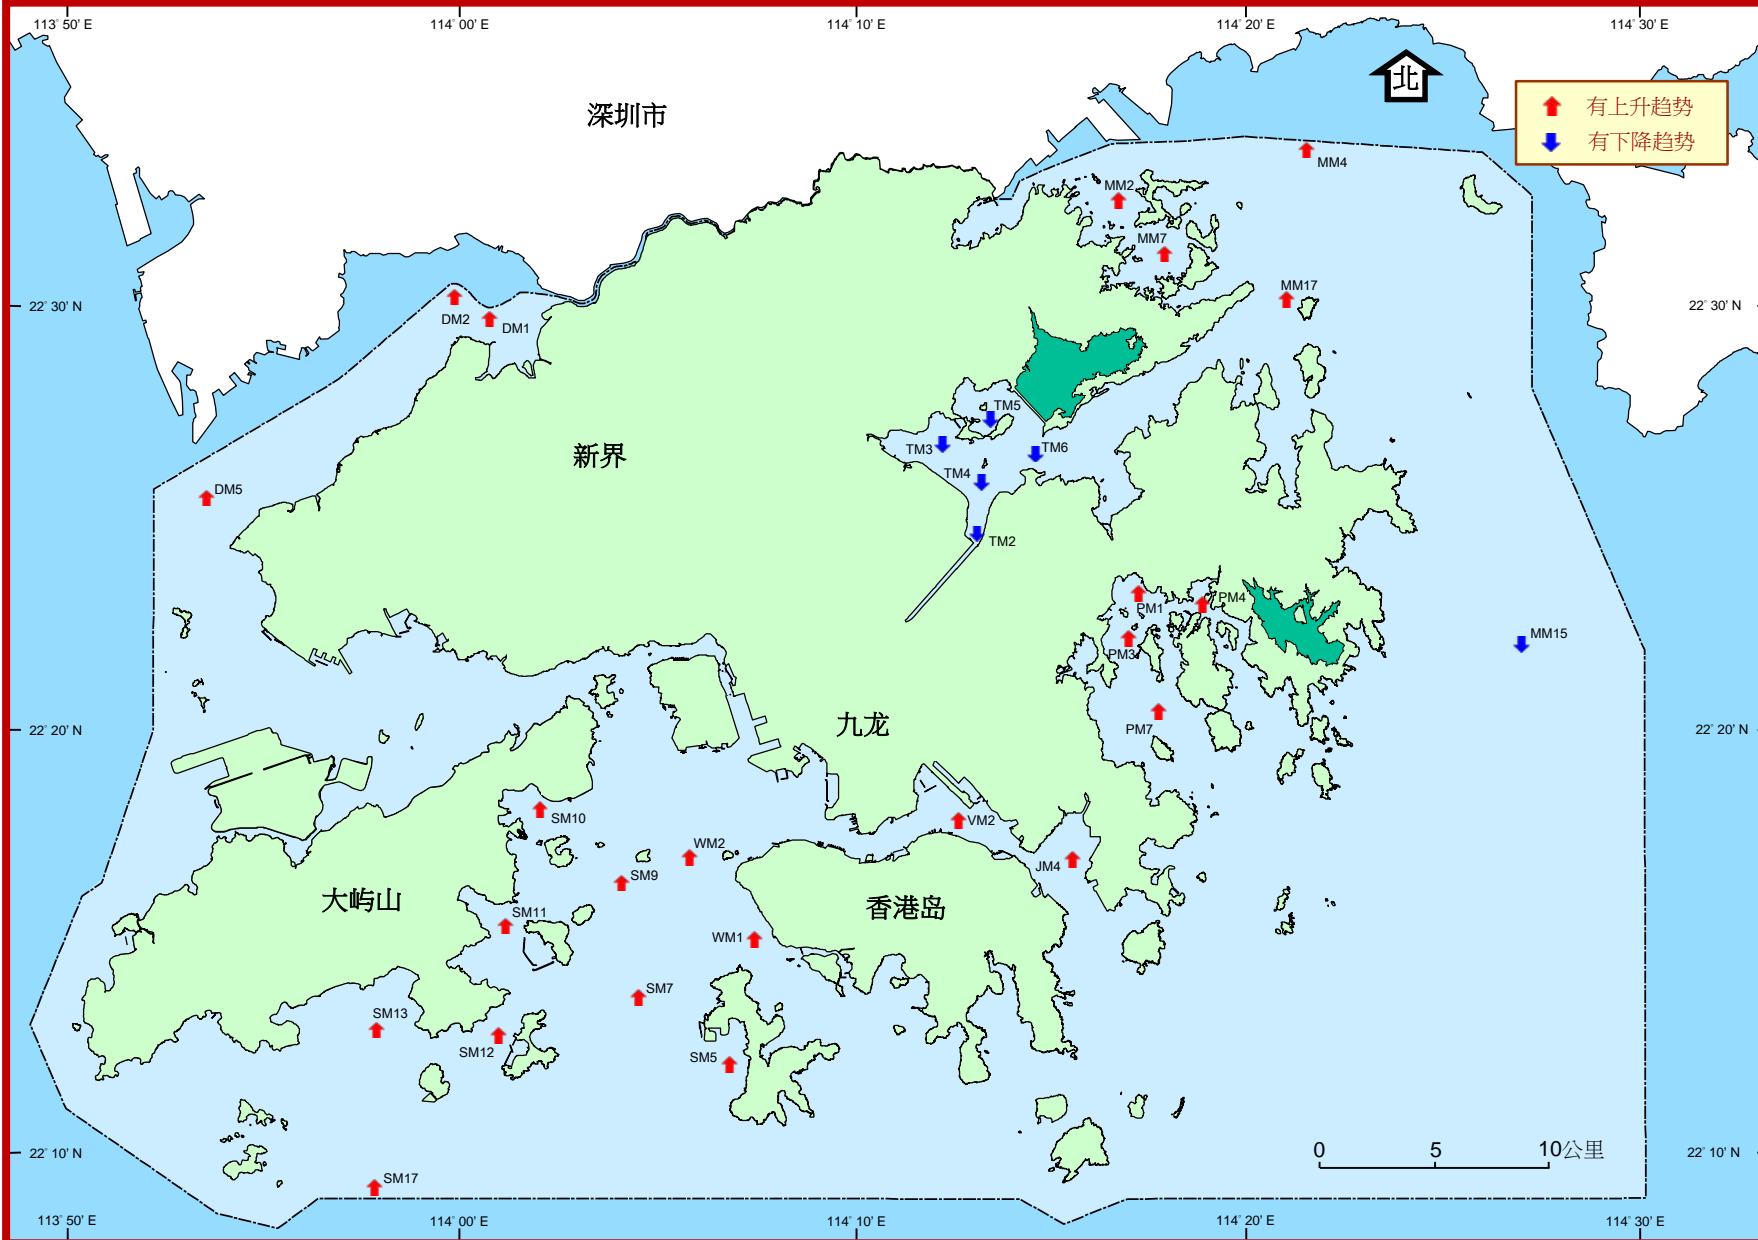 113° 50' E
114° 00' E
114° 10' E
114° 20' E
114° 30' E
北
有上升趋势
有下降趋势
深圳市
MM4
MM2
MM7
MM17
22° 30' N
22° 30' N
DM2
DM1
TM5
TM3
TM6
TM4
新界
DM5
TM2
PM4
PM1
MM15
PM3
PM7
22° 20' N
九龙
22° 20' N
SM10
VM2
WM2
JM4
SM9
大屿山
香港岛
SM11
WM1
SM7
SM13
SM12
SM5
0 5 10公里
22° 10' N
22° 10' N
SM17
113° 50' E
114° 00' E
114° 10' E
114° 20' E
114° 30' E